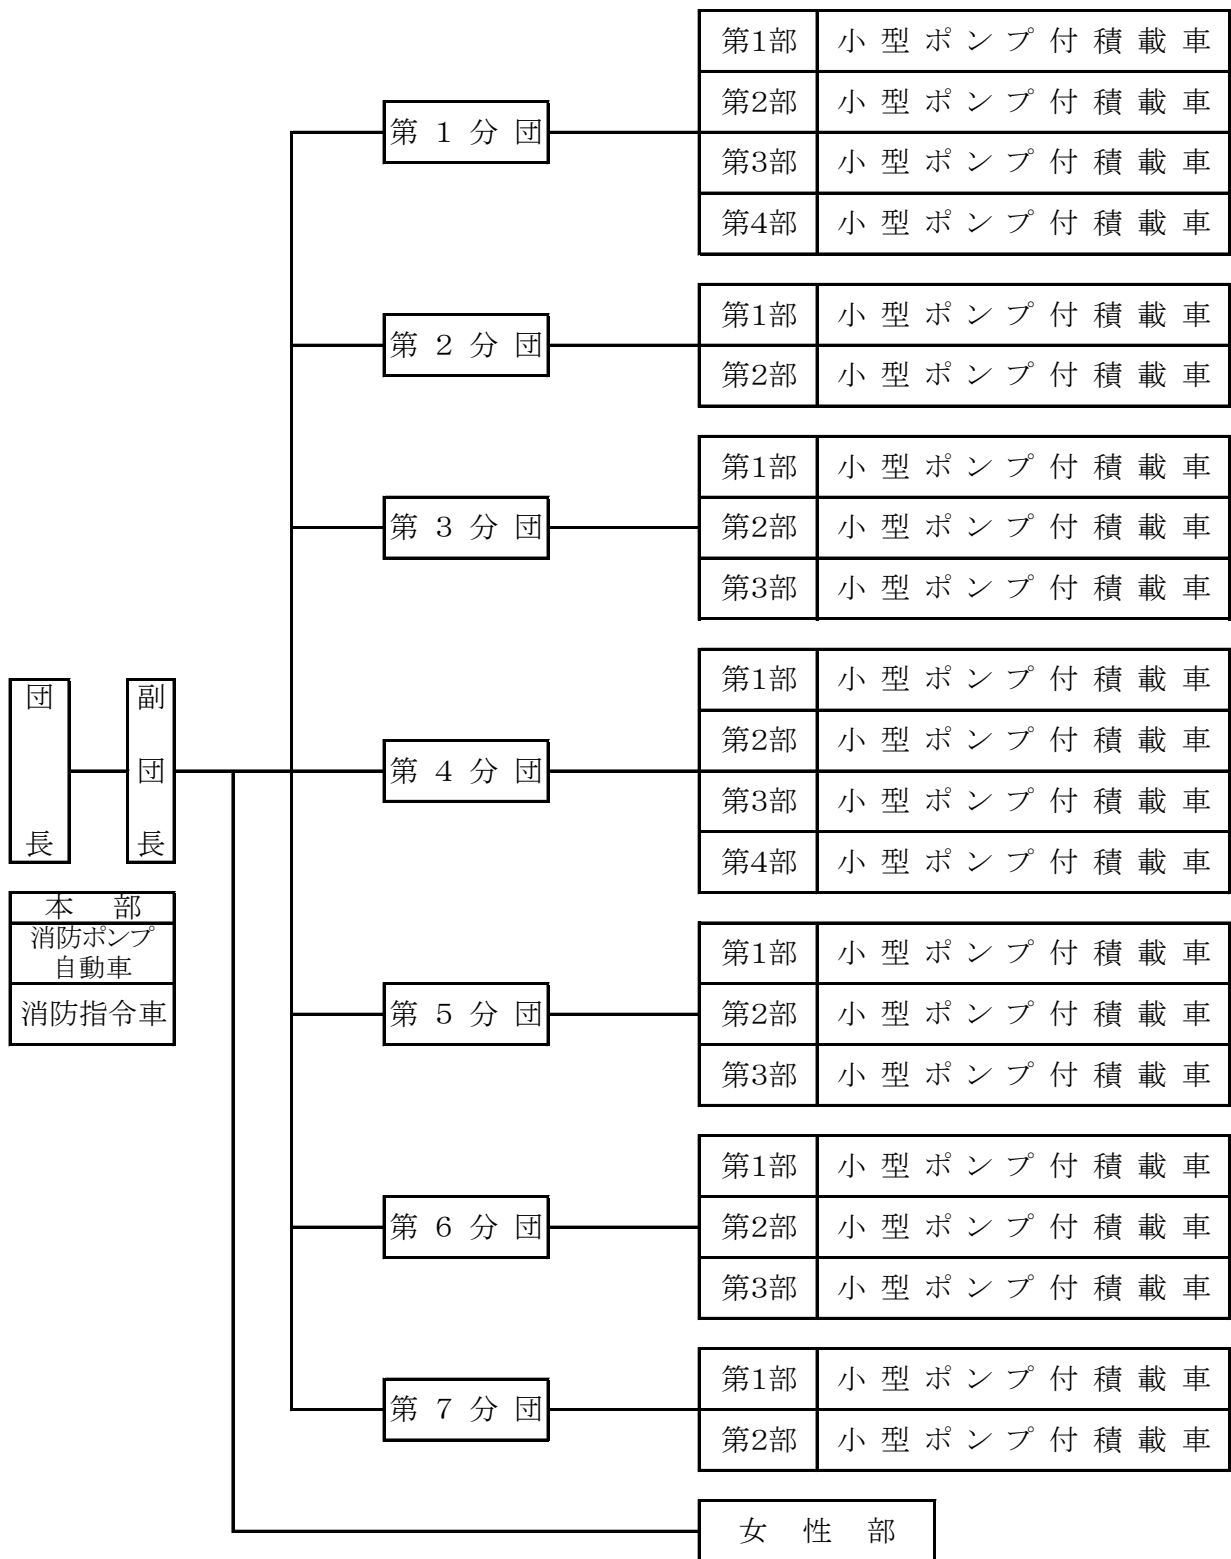 団長
副団長
本部
消防ポンプ
自動車
消防指令車
第1分団
第1部 小型ポンプ付積載車
第2部 小型ポンプ付積載車
第3部 小型ポンプ付積載車
第4部 小型ポンプ付積載車
第2分団
第1部 小型ポンプ付積載車
第2部 小型ポンプ付積載車
第3分団
第1部 小型ポンプ付積載車
第2部 小型ポンプ付積載車
第3部 小型ポンプ付積載車
第4分団
第1部 小型ポンプ付積載車
第2部 小型ポンプ付積載車
第3部 小型ポンプ付積載車
第4部 小型ポンプ付積載車
第5分団
第1部 小型ポンプ付積載車
第2部 小型ポンプ付積載車
第3部 小型ポンプ付積載車
第6分団
第1部 小型ポンプ付積載車
第2部 小型ポンプ付積載車
第3部 小型ポンプ付積載車
第7分団
第1部 小型ポンプ付積載車
第2部 小型ポンプ付積載車
女性部